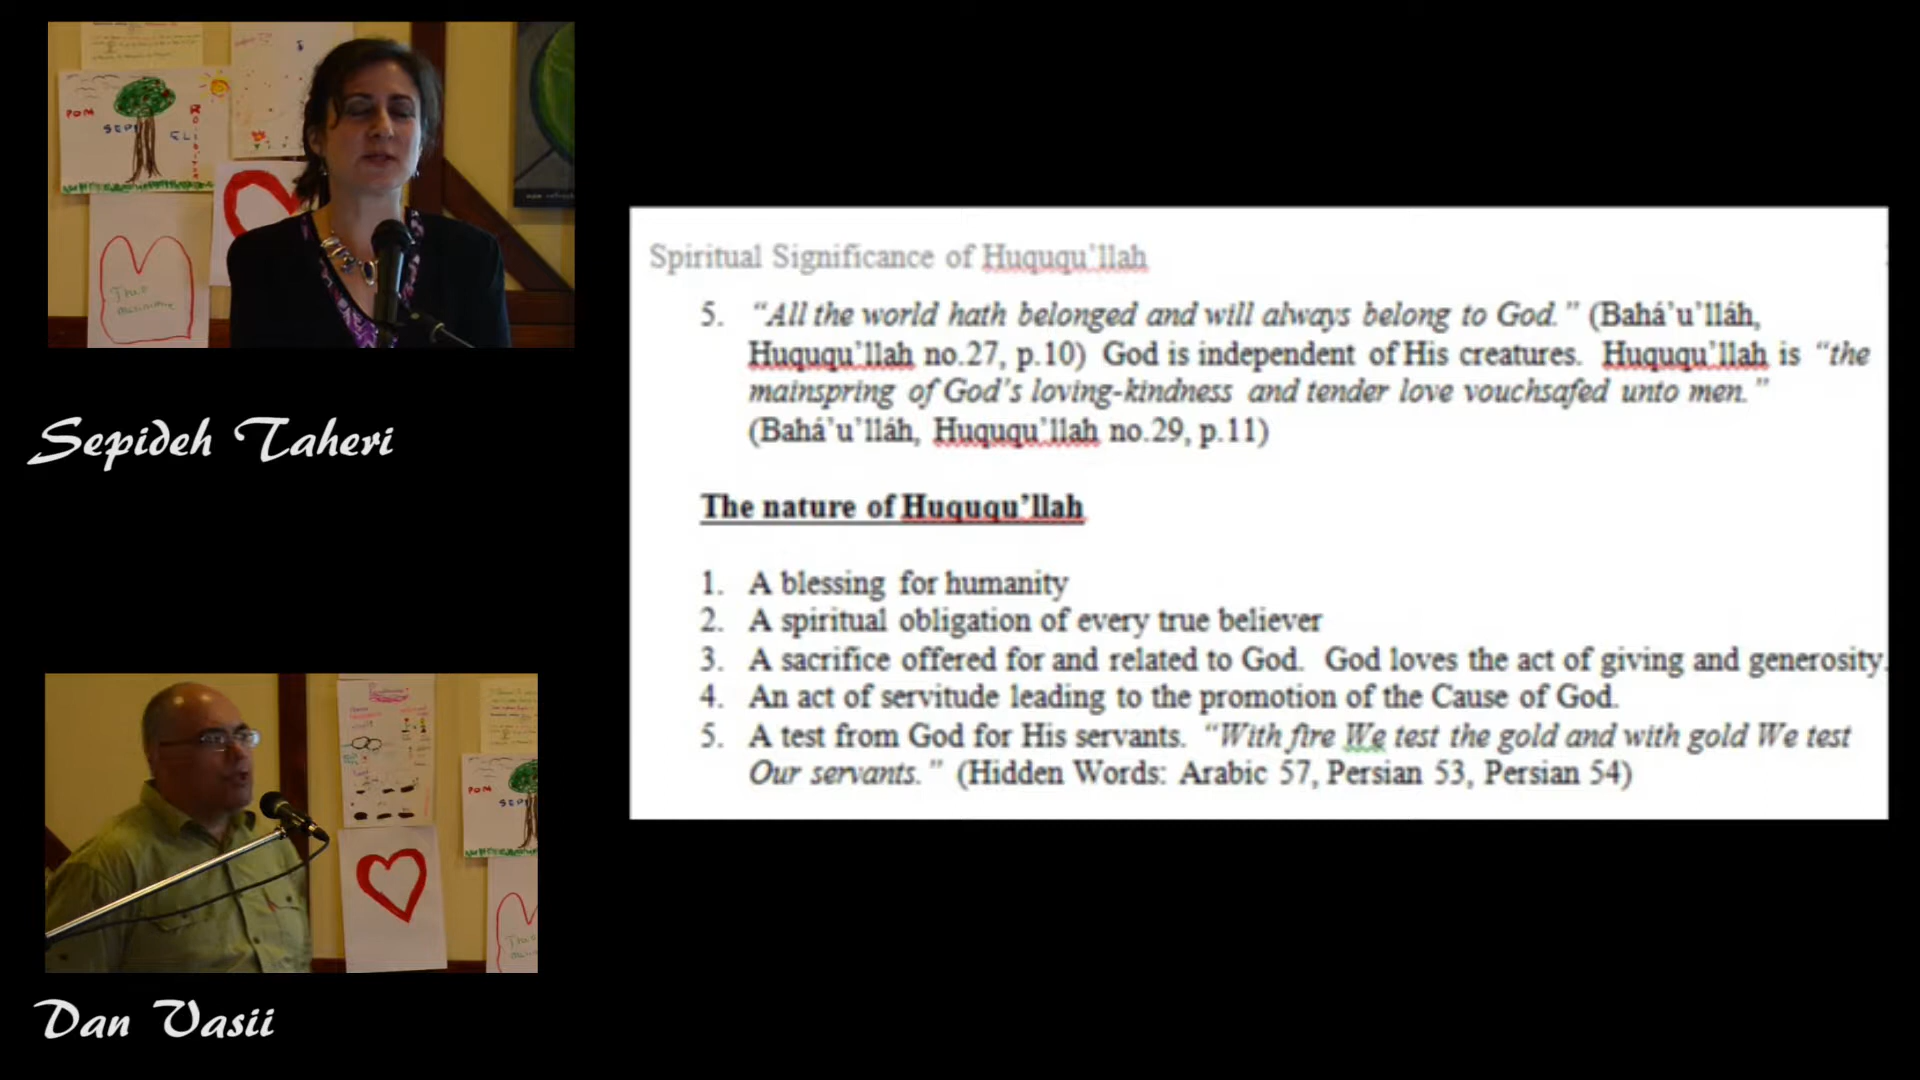 POM
SEPI
ELI
Thao
Sepideh Taheri
POM
SEP
Dan Vasii
Spiritual Significance of Huququ’llah
5. “All the world hath belonged and will always belong to God.” (Bahá’u’lláh,
Huququ’llah no.27, p.10) God is independent of His creatures. Huququ’llah is “the
mainspring of God’s loving-kindness and tender love vouchsafed unto men.”
(Bahá’u’lláh, Huququ’llah no.29, p.11)
The nature of Huququ’llah
1. A blessing for humanity
2. A spiritual obligation of every true believer
3. A sacrifice offered for and related to God. God loves the act of giving and generosity.
4. An act of servitude leading to the promotion of the Cause of God.
5. A test from God for His servants. “With fire We test the gold and with gold We test
Our servants.” (Hidden Words: Arabic 57, Persian 53, Persian 54)